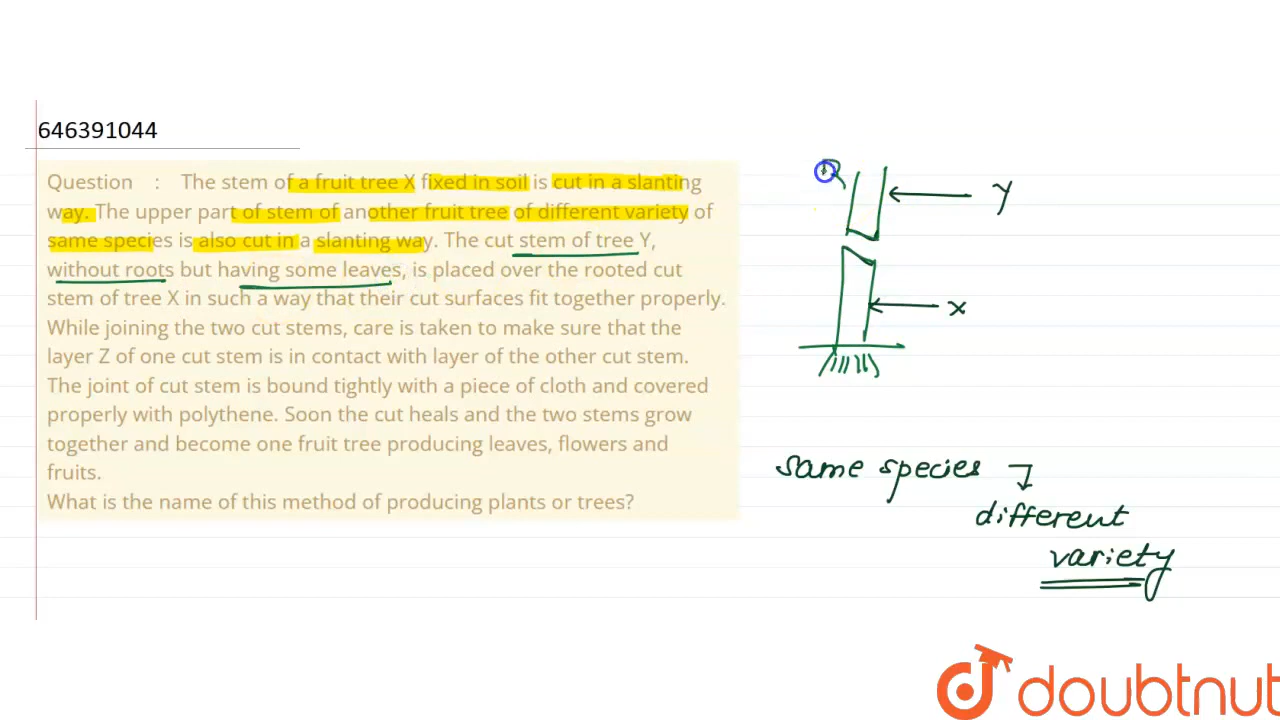 646391044
Question : The stem of a fruit tree X fixed in soil is cut in a slanting
way. The upper part of stem of another fruit tree of different variety of
same species is also cut in a slanting way. The cut stem of tree Y,
without roots but having some leaves, is placed over the rooted cut
stem of tree X in such a way that their cut surfaces fit together properly.
While joining the two cut stems, care is taken to make sure that the
layer Z of one cut stem is in contact with layer of the other cut stem.
The joint of cut stem is bound tightly with a piece of cloth and covered
properly with polythene. Soon the cut heals and the two stems grow
together and become one fruit tree producing leaves, flowers and
fruits.
What is the name of this method of producing plants or trees?
Y
X
same species
different
variety
doubtnut